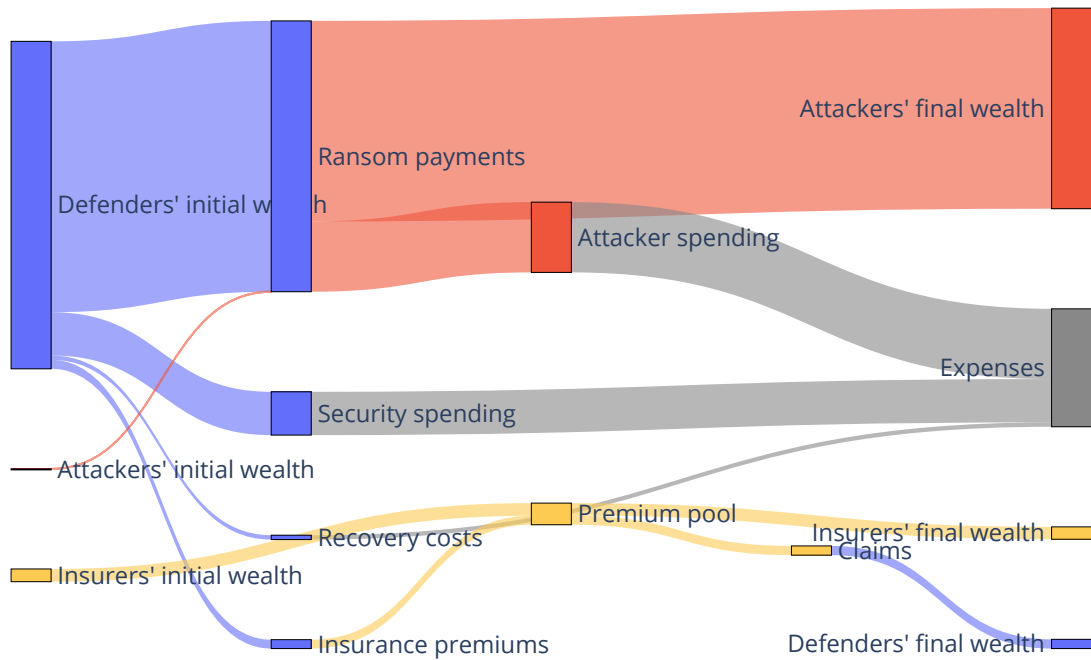 Attackers' final wealth
Ransom payments
Defenders' initial wealth
Attacker spending
Expenses
Security spending
Attackers' initial wealth
Premium pool
Insurers' final wealth
Recovery costs
Claims
Insurers' initial wealth
Insurance premiums
Defenders' final wealth